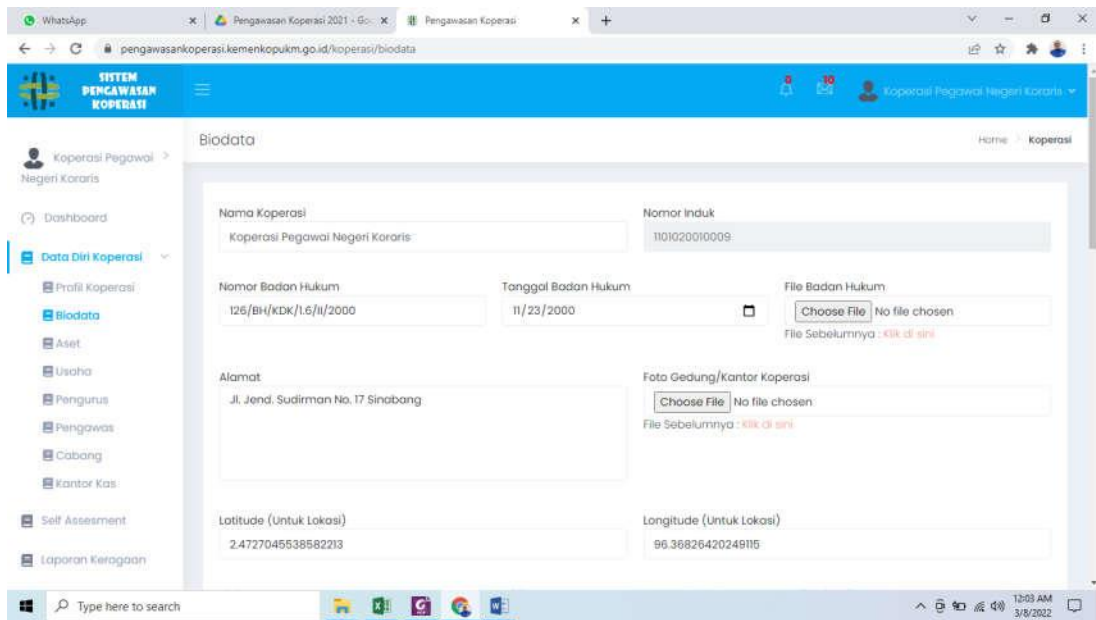 WhatsApp
Pengawasan Koperasi 2021 - Go
Pengawasan Koperasi
pengawasankoperasi.kemenkopukm.go.id/koperasi/biodata
SISTEM
PENGAWASAN
KOPERASI
0
10
Koperasi Pegawai Negeri Koraris
Koperasi Pegawai
Negeri Koraris
Biodata
Home
Koperasi
Dashboard
Data Diri Koperasi
Profil Koperasi
Biodata
Aset
Usaha
Pengurus
Pengawas
Cabang
Kantor Kas
Self Assesment
Laporan Keragaan
Nama Koperasi
Koperasi Pegawai Negeri Koraris
Nomor Induk
1101020010009
Nomor Badan Hukum
126/BH/KDK/1.6/II/2000
Tanggal Badan Hukum
11/23/2000
File Badan Hukum
Choose File No file chosen
File Sebelumnya : Klik di sini
Alamat
Jl. Jend. Sudirman No. 17 Sinabang
Foto Gedung/Kantor Koperasi
Choose File No file chosen
File Sebelumnya : Klik di sini
Latitude (Untuk Lokasi)
2.4727045538582213
Longitude (Untuk Lokasi)
96.36826420249115
Type here to search
12:03 AM
3/8/2022